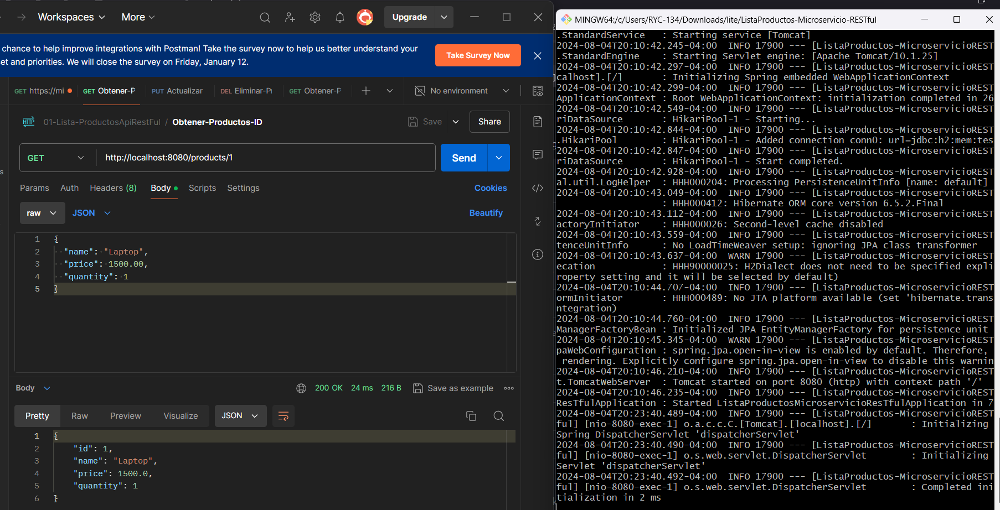 Workspaces More Upgrade
chance to help improve integrations with Postman! Take the survey now to help us better understand your
et and priorities. We will close the survey on Friday, January 12.
Take Survey Now
GET https://mi GET Obtener-P PUT Actualizar- DEL Eliminar-Pr GET Obtener-P No environment
HTTP 01-Lista-ProductosApiRestFul / Obtener-Productos-ID Save Share
GET http://localhost:8080/products/1 Send
Params Auth Headers (8) Body Scripts Settings Cookies
raw JSON Beautify
1 {
2 "name": "Laptop",
3 "price": 1500.00,
4 "quantity": 1
5 }
Body 200 OK 24 ms 216 B Save as example
Pretty Raw Preview Visualize JSON
1 {
2 "id": 1,
3 "name": "Laptop",
4 "price": 1500.0,
5 "quantity": 1
6 }
MINGW64:/c/Users/RYC-134/Downloads/lite/ListaProductos-Microservicio-RESTful
.StandardService : Starting service [Tomcat]
2024-08-04T20:10:42.245-04:00 INFO 17900 --- [ListaProductos-MicroservicioREST
.StandardEngine : Starting Servlet engine: [Apache Tomcat/10.1.25]
2024-08-04T20:10:42.297-04:00 INFO 17900 --- [ListaProductos-MicroservicioREST
calhost].[/] : Initializing Spring embedded WebApplicationContext
2024-08-04T20:10:42.299-04:00 INFO 17900 --- [ListaProductos-MicroservicioREST
ApplicationContext : Root WebApplicationContext: initialization completed in 26
2024-08-04T20:10:42.549-04:00 INFO 17900 --- [ListaProductos-MicroservicioREST
riDataSource : HikariPool-1 - Starting...
2024-08-04T20:10:42.844-04:00 INFO 17900 --- [ListaProductos-MicroservicioREST
.HikariPool : HikariPool-1 - Added connection conn0: url=jdbc:h2:mem:tes
2024-08-04T20:10:42.847-04:00 INFO 17900 --- [ListaProductos-MicroservicioREST
riDataSource : HikariPool-1 - Start completed.
2024-08-04T20:10:42.928-04:00 INFO 17900 --- [ListaProductos-MicroservicioREST
al.util.LogHelper : HHH000204: Processing PersistenceUnitInfo [name: default]
2024-08-04T20:10:43.049-04:00 INFO 17900 --- [ListaProductos-MicroservicioREST
: HHH000412: Hibernate ORM core version 6.5.2.Final
2024-08-04T20:10:43.112-04:00 INFO 17900 --- [ListaProductos-MicroservicioREST
actoryInitiator : HHH000026: Second-level cache disabled
2024-08-04T20:10:43.559-04:00 INFO 17900 --- [ListaProductos-MicroservicioREST
tenceUnitInfo : No LoadTimeWeaver setup: ignoring JPA class transformer
2024-08-04T20:10:43.637-04:00 WARN 17900 --- [ListaProductos-MicroservicioREST
ecation : HHH90000025: H2Dialect does not need to be specified expli
roperty setting and it will be selected by default)
2024-08-04T20:10:44.707-04:00 INFO 17900 --- [ListaProductos-MicroservicioREST
ormInitiator : HHH000489: No JTA platform available (set 'hibernate.trans
ntegration)
2024-08-04T20:10:44.760-04:00 INFO 17900 --- [ListaProductos-MicroservicioREST
ManagerFactoryBean : Initialized JPA EntityManagerFactory for persistence unit
2024-08-04T20:10:45.345-04:00 WARN 17900 --- [ListaProductos-MicroservicioREST
paWebConfiguration : spring.jpa.open-in-view is enabled by default. Therefore,
rendering. Explicitly configure spring.jpa.open-in-view to disable this warnin
2024-08-04T20:10:46.210-04:00 INFO 17900 --- [ListaProductos-MicroservicioREST
t.TomcatWebServer : Tomcat started on port 8080 (http) with context path '/'
2024-08-04T20:10:46.235-04:00 INFO 17900 --- [ListaProductos-MicroservicioREST
ResTfulApplication : Started ListaProductosMicroservicioResTfulApplication in 7
2024-08-04T20:23:40.489-04:00 INFO 17900 --- [ListaProductos-MicroservicioREST
ful] [nio-8080-exec-1] o.a.c.c.C.[Tomcat].[localhost].[/] : Initializing
Spring DispatcherServlet 'dispatcherServlet'
2024-08-04T20:23:40.490-04:00 INFO 17900 --- [ListaProductos-MicroservicioREST
ful] [nio-8080-exec-1] o.s.web.servlet.DispatcherServlet : Initializing
Servlet 'dispatcherServlet'
2024-08-04T20:23:40.492-04:00 INFO 17900 --- [ListaProductos-MicroservicioREST
ful] [nio-8080-exec-1] o.s.web.servlet.DispatcherServlet : Completed ini
tialization in 2 ms